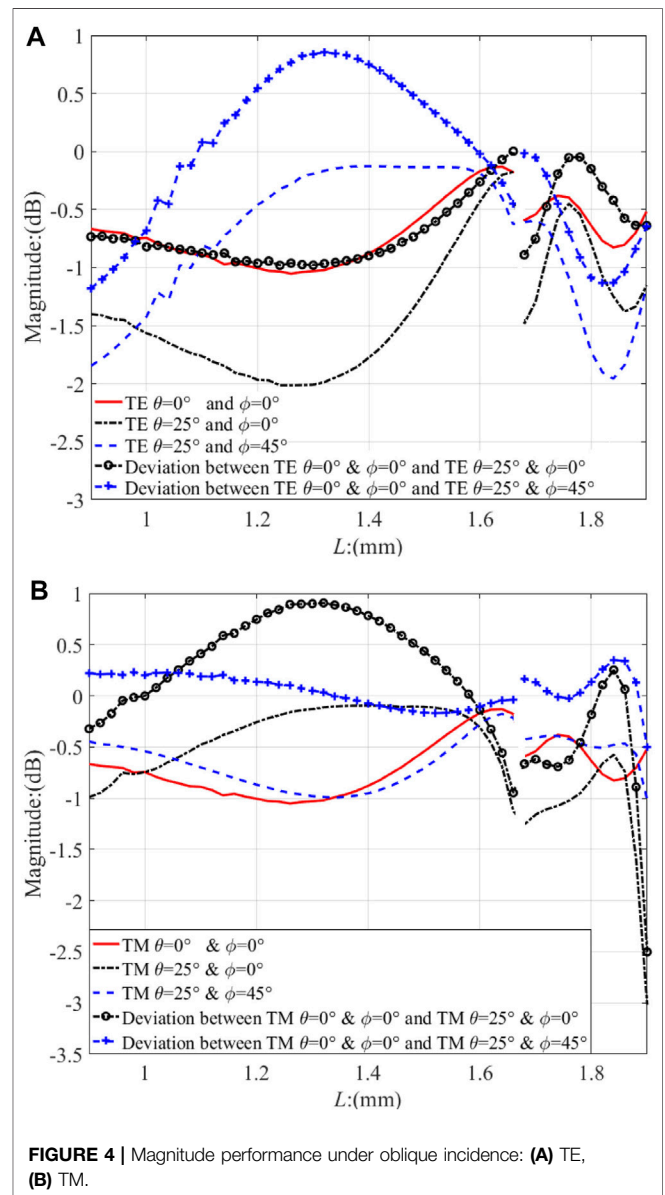 A
1
0.5
0
-0.5
-1
-1.5
-2
-2.5
-3
Magnitude:(dB)
TE θ=0° and ϕ=0°
TE θ=25° and ϕ=0°
TE θ=25° and ϕ=45°
Deviation between TE θ=0° & ϕ=0° and TE θ=25° & ϕ=0°
Deviation between TE θ=0° & ϕ=0° and TE θ=25° & ϕ=45°
1 1.2 1.4 1.6 1.8
L:(mm)
B
1
0.5
0
-0.5
-1
-1.5
-2
-2.5
-3
-3.5
Magnitude:(dB)
TM θ=0° & ϕ=0°
TM θ=25° & ϕ=0°
TM θ=25° & ϕ=45°
Deviation between TM θ=0° & ϕ=0° and TM θ=25° & ϕ=0°
Deviation between TM θ=0° & ϕ=0° and TM θ=25° & ϕ=45°
1 1.2 1.4 1.6 1.8
L:(mm)
FIGURE 4 | Magnitude performance under oblique incidence: (A) TE,
(B) TM.